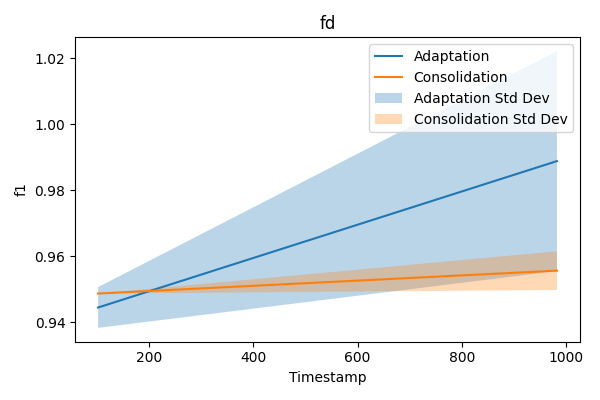 fd
Adaptation
Consolidation
Adaptation Std Dev
Consolidation Std Dev
1.02
1.00
0.98
0.96
0.94
f1
200
400
600
800
1000
Timestamp